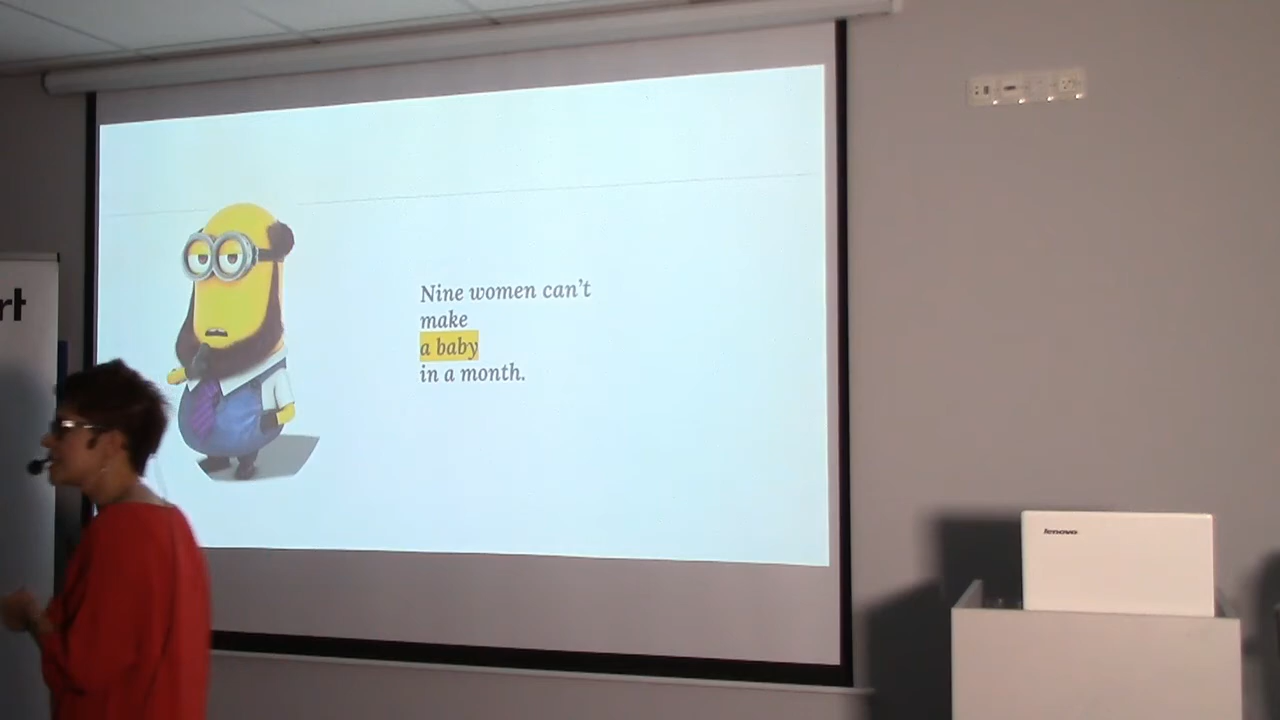 Nine women can't
make
a baby
in a month.
rt
lenovo